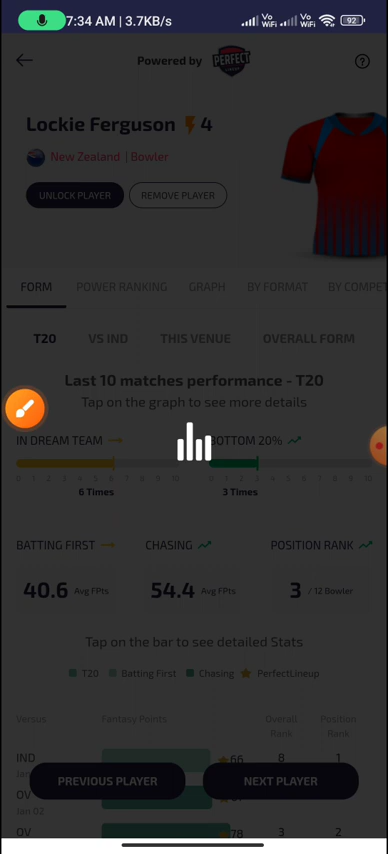 7:34 AM | 3.7KB/s Vo WiFi Vo WiFi 92
Powered by PERFECT
Lockie Ferguson 4
New Zealand | Bowler
UNLOCK PLAYER REMOVE PLAYER
FORM POWER RANKING GRAPH BY FORMAT BY COMPET
T20 VS IND THIS VENUE OVERALL FORM
Last 10 matches performance - T20
Tap on the graph to see more details
IN DREAM TEAM BOTTOM 20%
0 1 2 3 4 5 6 7 8 9 10 0 1 2 3 4 5 6 7 8 9 10
6 Times 3 Times
BATTING FIRST CHASING POSITION RANK
40.6 Avg FPts 54.4 Avg FPts 3 / 12 Bowler
Tap on the bar to see detailed Stats
T20 Batting First Chasing PerfectLineup
Versus Fantasy Points Overall Rank Position Rank
IND 66 8 1
Jan
PREVIOUS PLAYER NEXT PLAYER
OV
Jan 02
OV 78 3 2